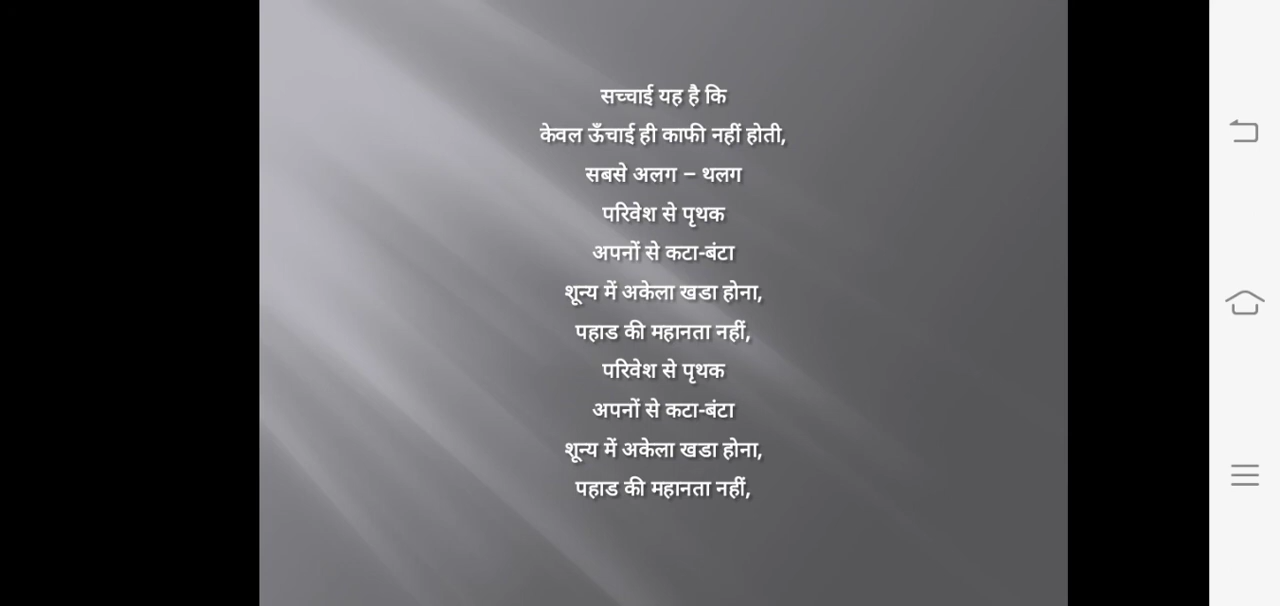 सच्चाई यह है कि
केवल ऊँचाई ही काफी नहीं होती,
सबसे अलग – थलग
परिवेश से पृथक
अपनों से कटा-बंटा
शून्य में अकेला खडा होना,
पहाड की महानता नहीं,
परिवेश से पृथक
अपनों से कटा-बंटा
शून्य में अकेला खडा होना,
पहाड की महानता नहीं,